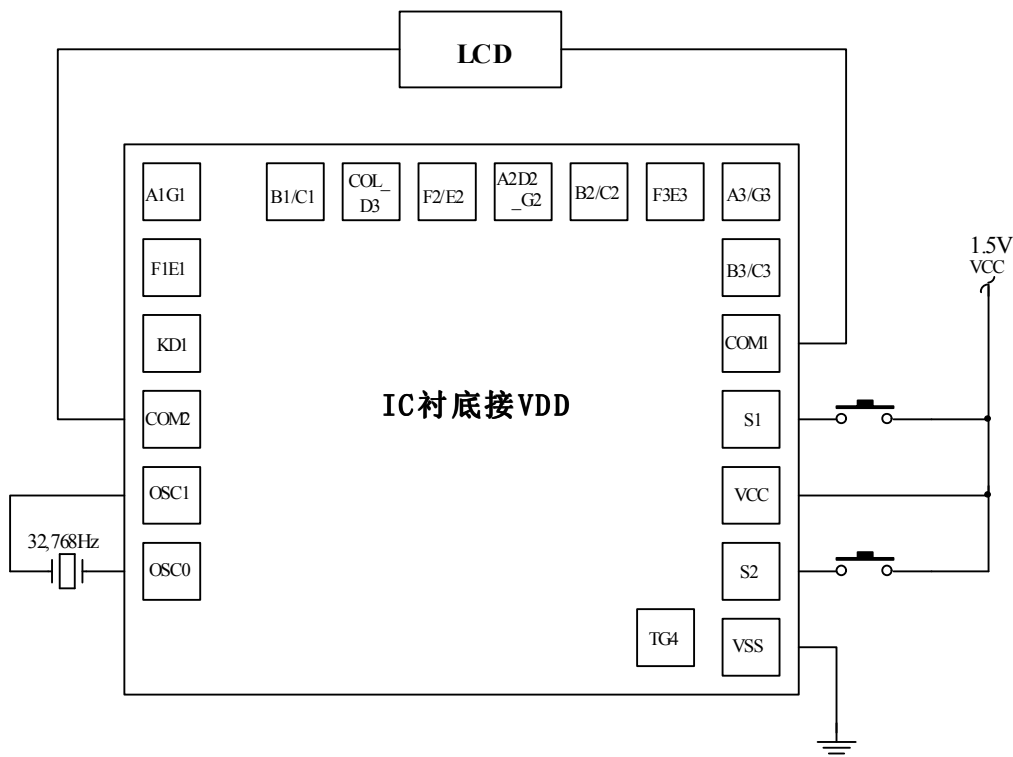 LCD
A1G1
B1/C1
COL_
D3
F2/E2
A2D2
_G2
B2/C2
F3E3
A3/G3
F1E1
B3/C3
1.5V
VCC
KD1
COM1
IC衬底接VDD
COM2
S1
OSC1
VCC
32,768Hz
OSC0
S2
TG4
VSS